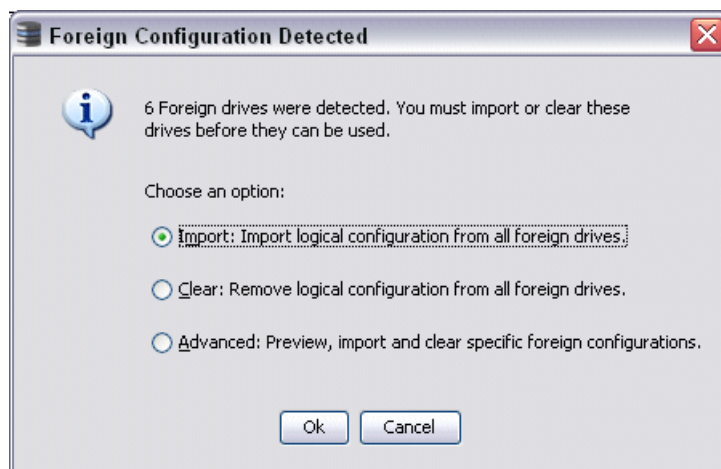 Foreign Configuration Detected
6 Foreign drives were detected. You must import or clear these
drives before they can be used.
Choose an option:
Import: Import logical configuration from all foreign drives.
Clear: Remove logical configuration from all foreign drives.
Advanced: Preview, import and clear specific foreign configurations.
Ok
Cancel